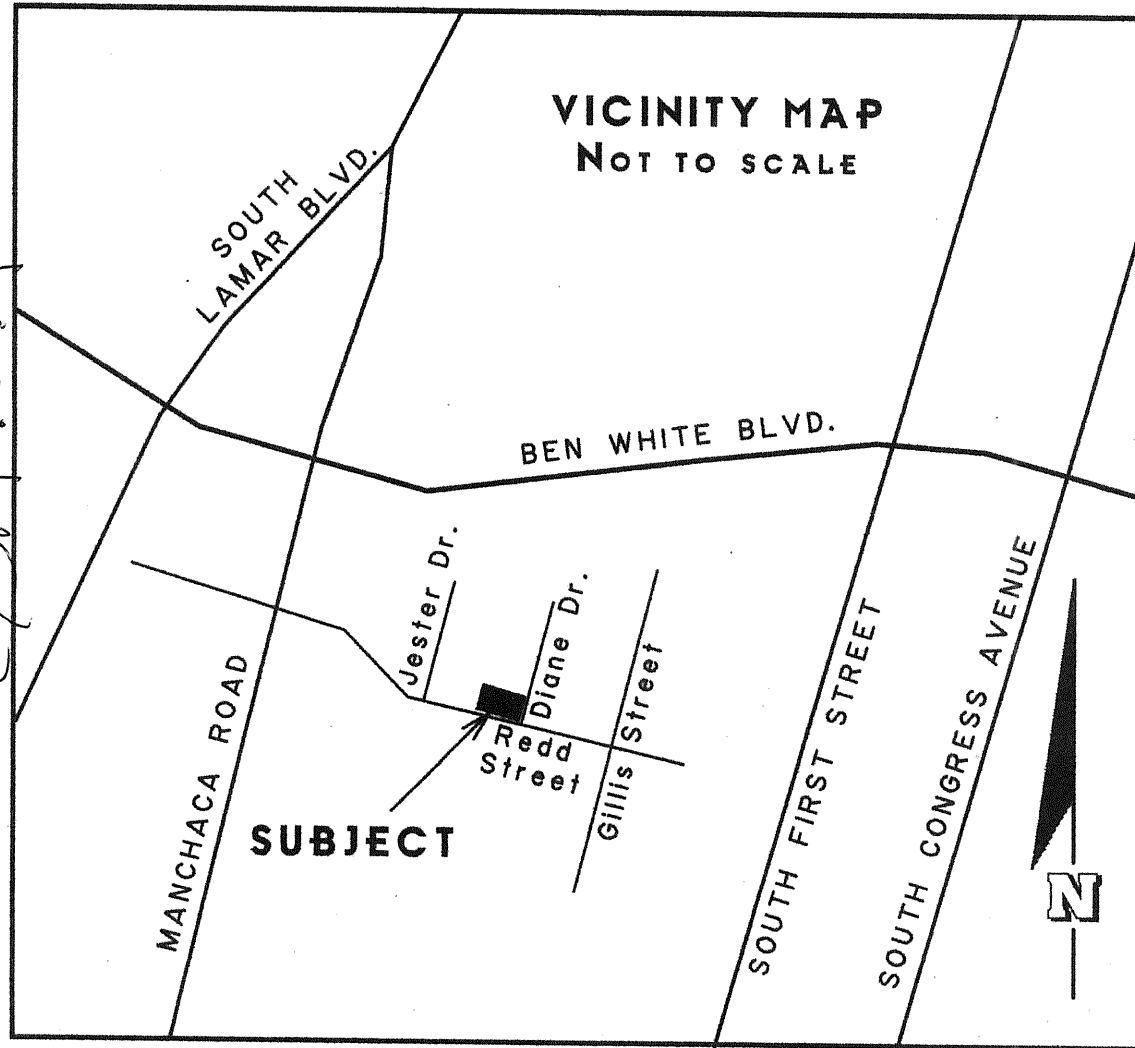 VICINITY MAP
NOT TO SCALE
SOUTH
LAMAR BLVD.
BEN WHITE BLVD.
Jester Dr.
Diane Dr.
Gillis Street
Redd
Street
SUBJECT
MANCHACA ROAD
SOUTH FIRST STREET
SOUTH CONGRESS AVENUE
N